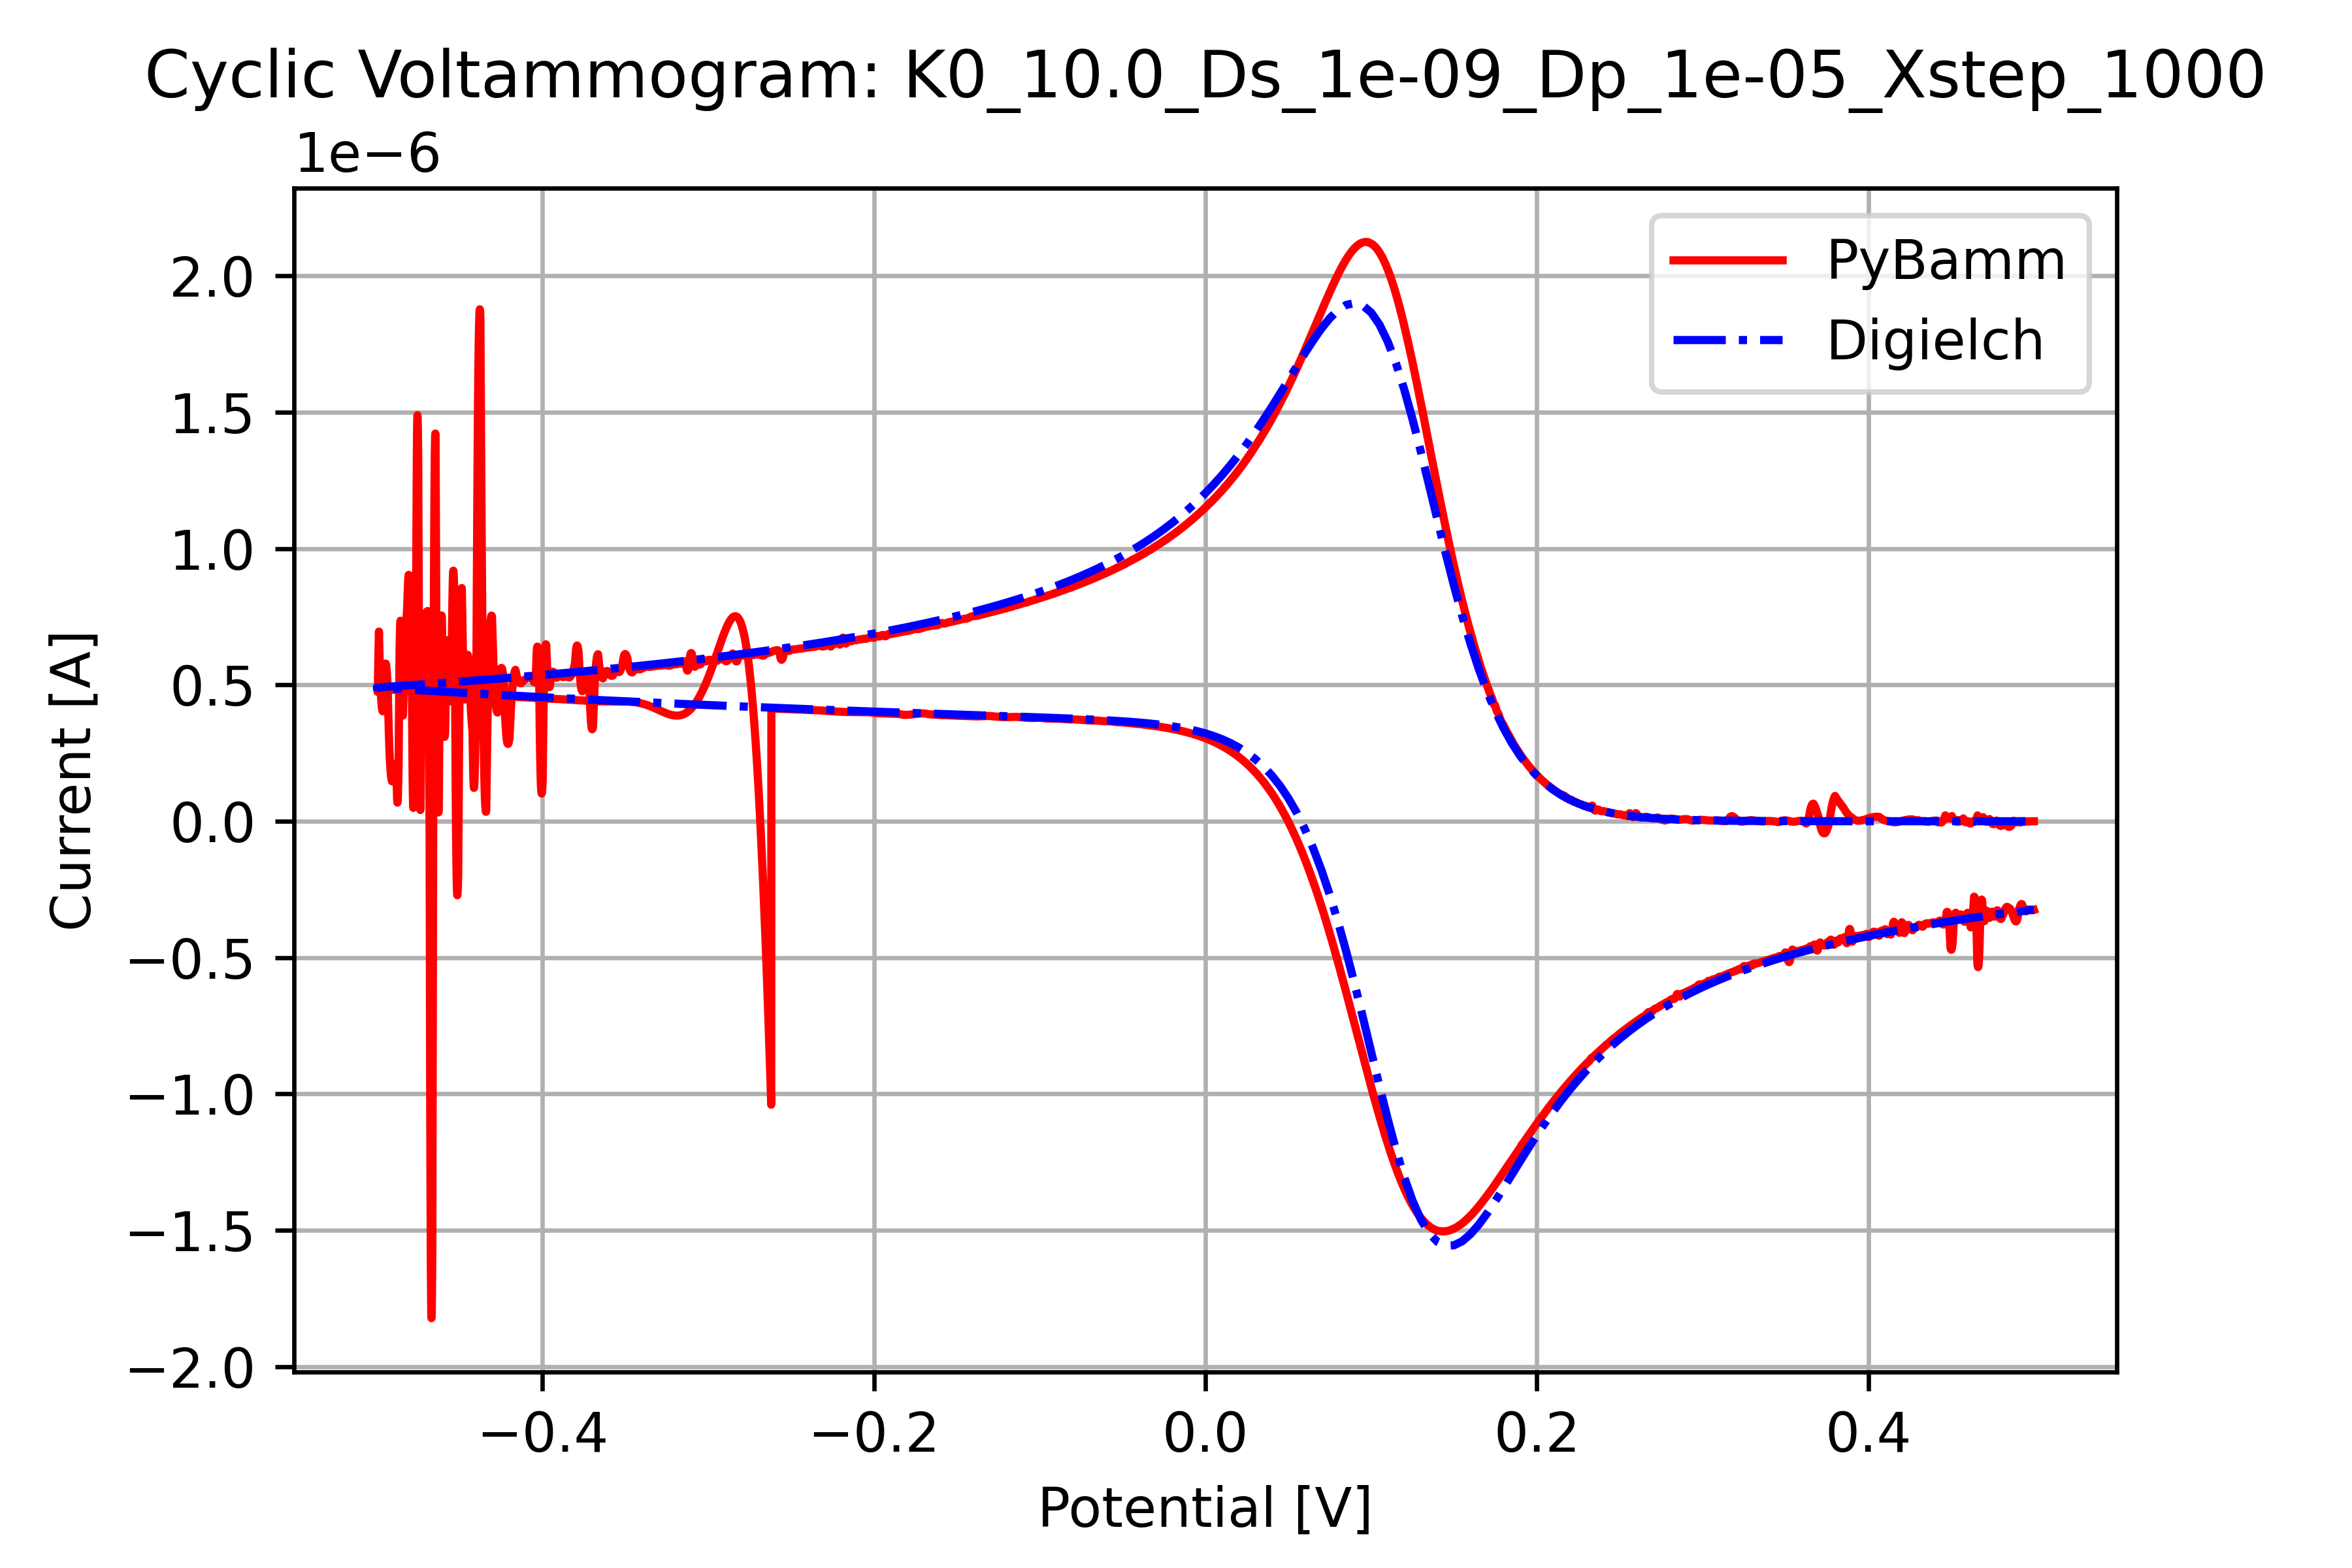 Cyclic Voltammogram: K0_10.0_Ds_1e-09_Dp_1e-05_Xstep_1000
1e−6
PyBamm
Digielch
2.0
1.5
1.0
0.5
0.0
−0.5
−1.0
−1.5
−2.0
Current [A]
−0.4
−0.2
0.0
0.2
0.4
Potential [V]